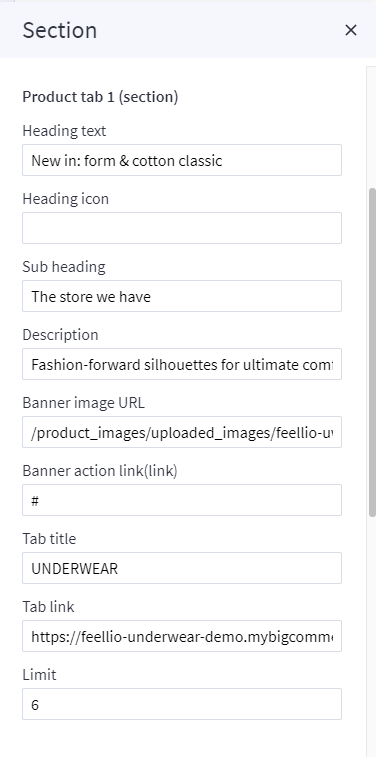 Section
Product tab 1 (section)
Heading text
New in: form & cotton classic
Heading icon
Sub heading
The store we have
Description
Fashion-forward silhouettes for ultimate
Banner image URL
/product_images/uploaded_images/feellio-u
Banner action link(link)
#
Tab title
UNDERWEAR
Tab link
https://feellio-underwear-demo.mybigcomm
Limit
6